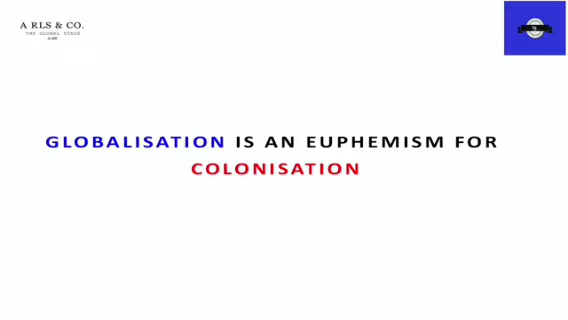 A RLS & CO.
THE GLOBAL STAGE
GLOBALISATION IS AN EUPHEMISM FOR
COLONISATION